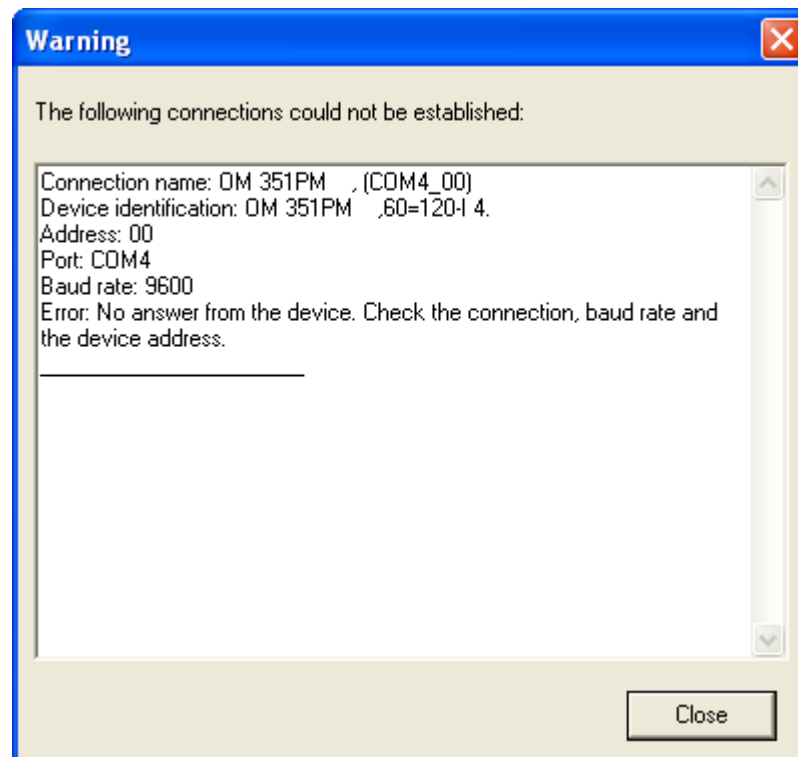 Warning
The following connections could not be established:
Connection name: OM 351PM    , (COM4_00)
Device identification: OM 351PM    ,60=120-I 4.
Address: 00
Port: COM4
Baud rate: 9600
Error: No answer from the device. Check the connection, baud rate and
the device address.
Close